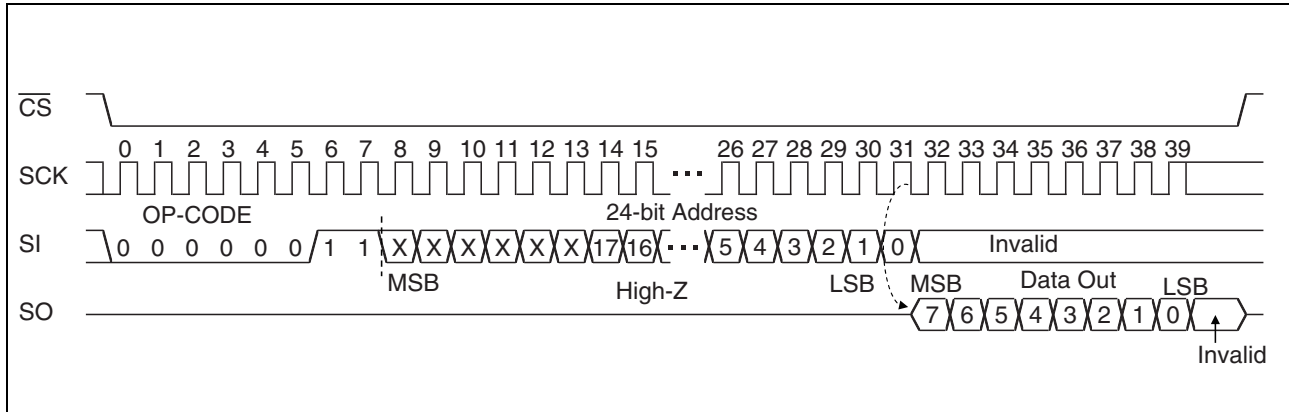 CS
0 1 2 3 4 5 6 7 8 9 10 11 12 13 14 15 26 27 28 29 30 31 32 33 34 35 36 37 38 39
SCK ···
OP-CODE 24-bit Address
SI 0 0 0 0 0 0 1 1 X X X X X X 17 16 ··· 5 4 3 2 1 0 Invalid
MSB High-Z LSB MSB Data Out LSB
SO 7 6 5 4 3 2 1 0
Invalid